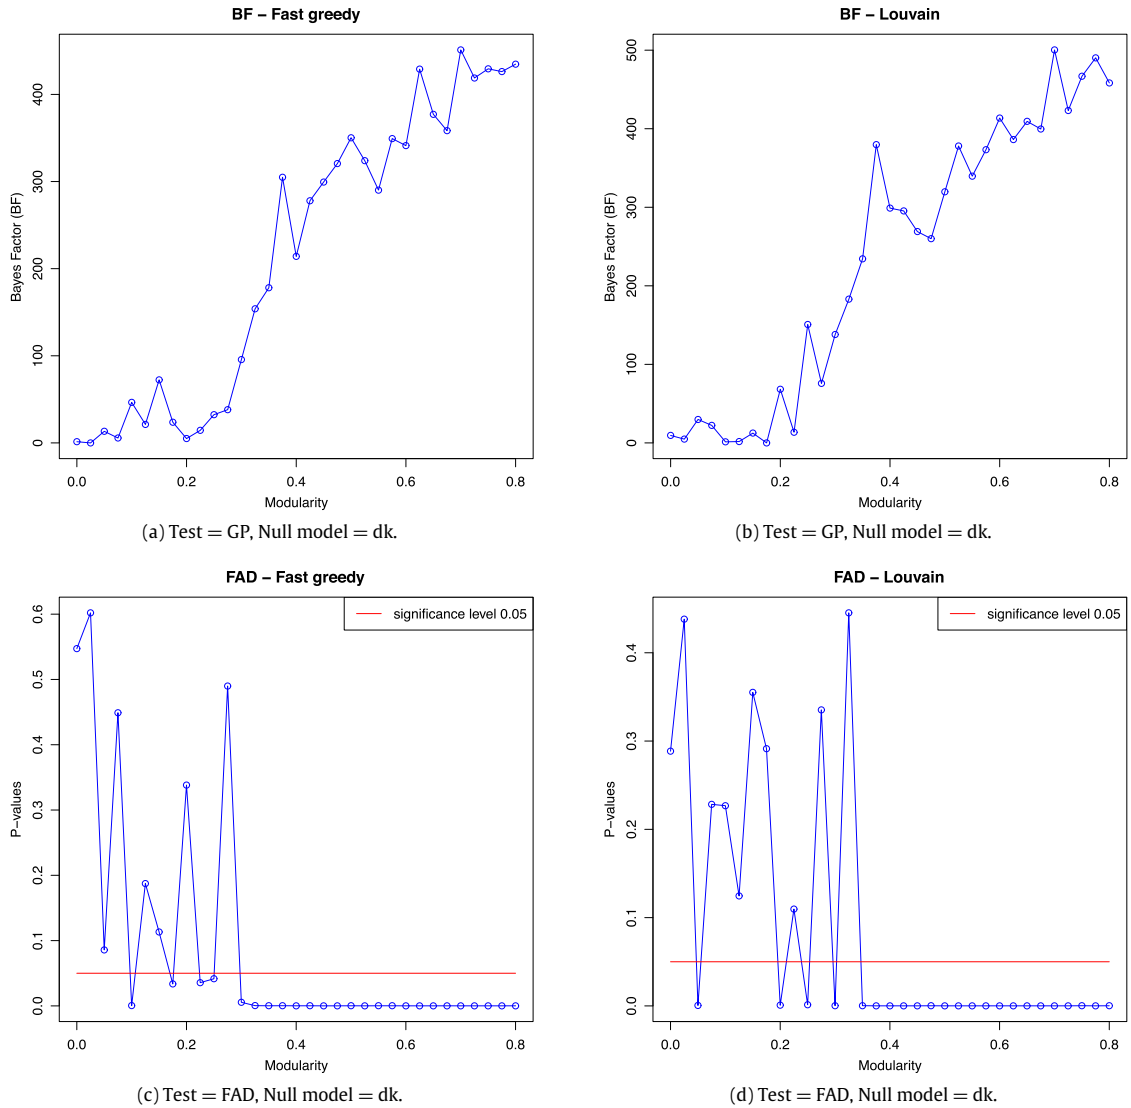 BF − Fast greedy
Bayes Factor (BF)
400
300
200
100
0
0.0 0.2 0.4 0.6 0.8
Modularity
(a) Test = GP, Null model = dk.
BF − Louvain
Bayes Factor (BF)
500
400
300
200
100
0
0.0 0.2 0.4 0.6 0.8
Modularity
(b) Test = GP, Null model = dk.
FAD − Fast greedy
significance level 0.05
P−values
0.6
0.5
0.4
0.3
0.2
0.1
0.0
0.0 0.2 0.4 0.6 0.8
Modularity
(c) Test = FAD, Null model = dk.
FAD − Louvain
significance level 0.05
P−values
0.4
0.3
0.2
0.1
0.0
0.0 0.2 0.4 0.6 0.8
Modularity
(d) Test = FAD, Null model = dk.